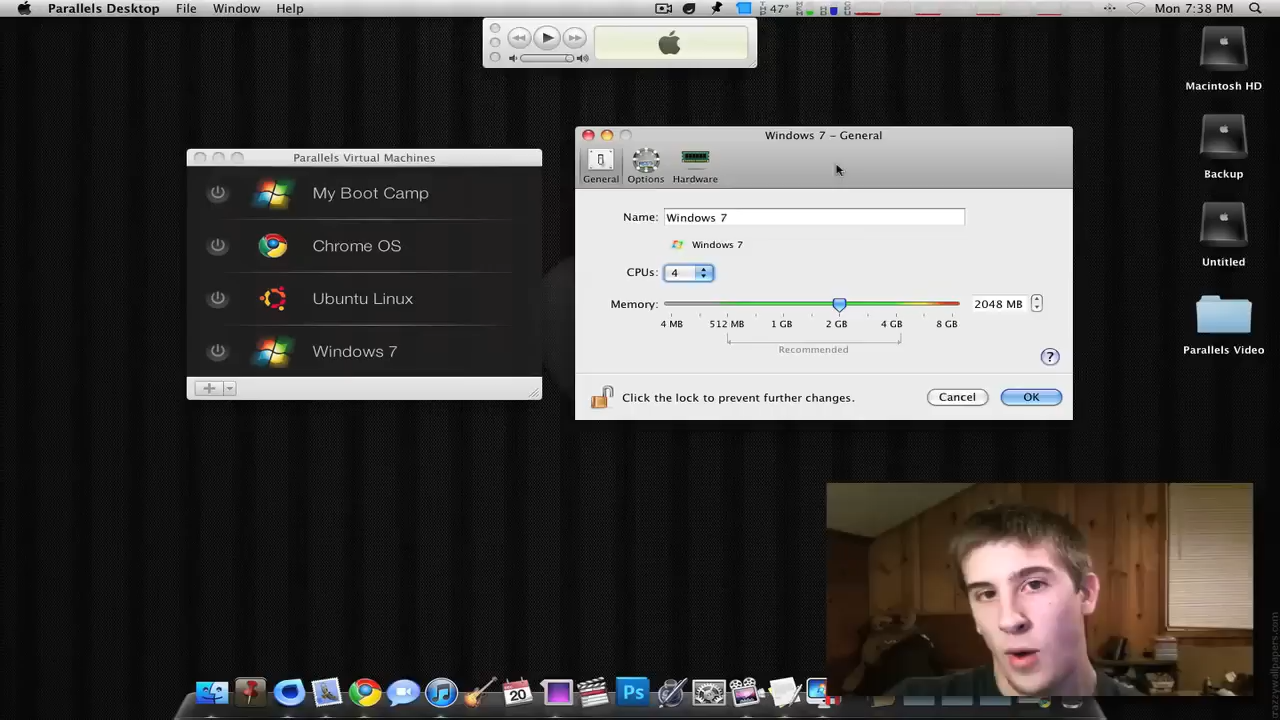 Parallels Desktop File Window Help
47° Mon 7:38 PM
Macintosh HD
Backup
Untitled
Parallels Video
Parallels Virtual Machines
My Boot Camp
Chrome OS
Ubuntu Linux
Windows 7
Windows 7 – General
General Options Hardware
Name: Windows 7
Windows 7
CPUs: 4
Memory: 2048 MB
4 MB 512 MB 1 GB 2 GB 4 GB 8 GB
Recommended
?
Click the lock to prevent further changes. Cancel OK
20 Ps